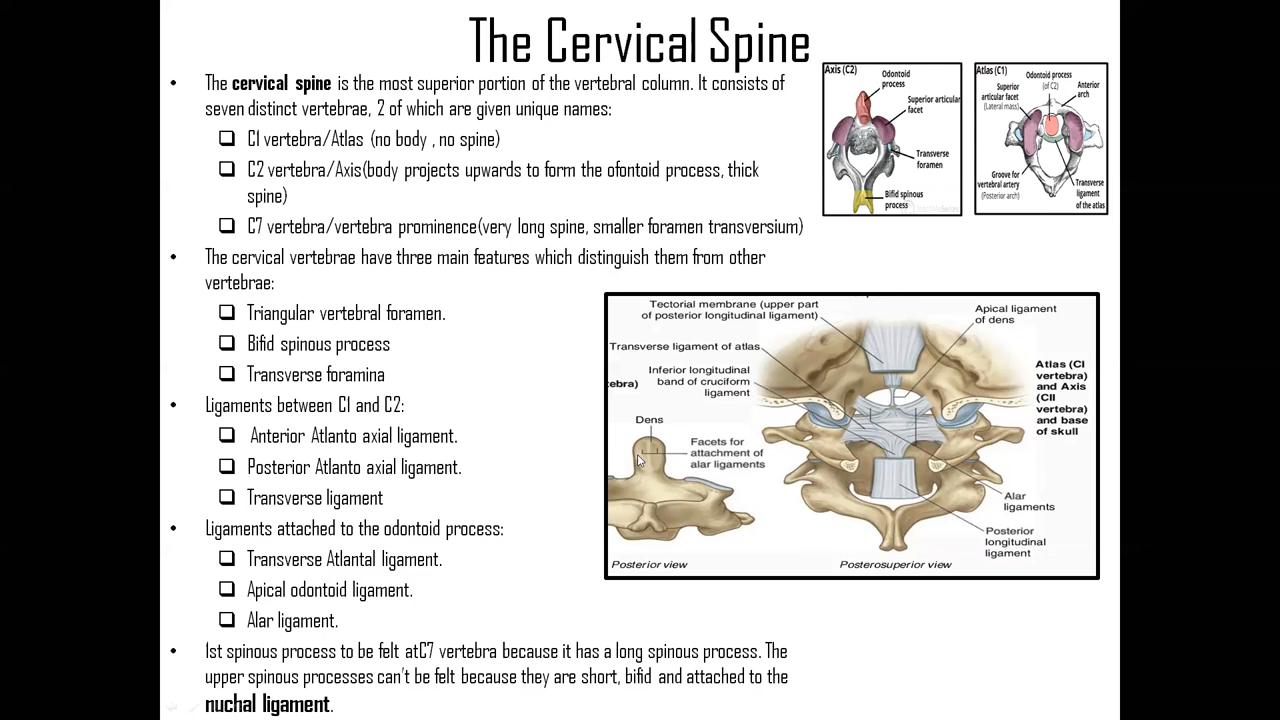 The Cervical Spine
• The cervical spine is the most superior portion of the vertebral column. It consists of
seven distinct vertebrae, 2 of which are given unique names:
❑ C1 vertebra/Atlas (no body , no spine)
❑ C2 vertebra/Axis(body projects upwards to form the ofontoid process, thick
spine)
❑ C7 vertebra/vertebra prominence(very long spine, smaller foramen transversium)
• The cervical vertebrae have three main features which distinguish them from other
vertebrae:
❑ Triangular vertebral foramen.
❑ Bifid spinous process
❑ Transverse foramina
• Ligaments between C1 and C2:
❑ Anterior Atlanto axial ligament.
❑ Posterior Atlanto axial ligament.
❑ Transverse ligament
• Ligaments attached to the odontoid process:
❑ Transverse Atlantal ligament.
❑ Apical odontoid ligament.
❑ Alar ligament.
• 1st spinous process to be felt atC7 vertebra because it has a long spinous process. The
upper spinous processes can't be felt because they are short, bifid and attached to the
nuchal ligament.
Axis (C2)
Odontoid
process
Superior articular
facet
Transverse
foramen
Bifid spinous
process
Atlas (C1)
Odontoid process
(of C2)
Superior
articular facet
(Lateral mass)
Anterior
arch
Groove for
vertebral artery
(Posterior arch)
Transverse
ligament
of the atlas
Tectorial membrane (upper part
of posterior longitudinal ligament)
Apical ligament
of dens
Transverse ligament of atlas
Inferior longitudinal
band of cruciform
ligament
ebra)
Atlas (CI
vertebra)
and Axis
(CII
vertebra)
and base
of skull
Dens
Facets for
attachment of
alar ligaments
Alar
ligaments
Posterior
longitudinal
ligament
Posterior view
Posterosuperior view